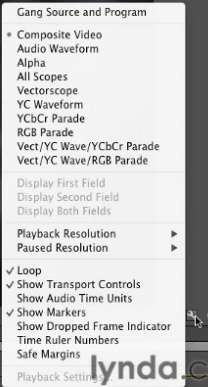 Gang Source and Program
Composite Video
Audio Waveform
Alpha
All Scopes
Vectorscope
YC Waveform
YCbCr Parade
RGB Parade
Vect/YC Wave/YCbCr Parade
Vect/YC Wave/RGB Parade
Display First Field
Display Second Field
Display Both Fields
Playback Resolution
Paused Resolution
Loop
Show Transport Controls
Show Audio Time Units
Show Markers
Show Dropped Frame Indicator
Time Ruler Numbers
Safe Margins
Playback Settings
lynda.c